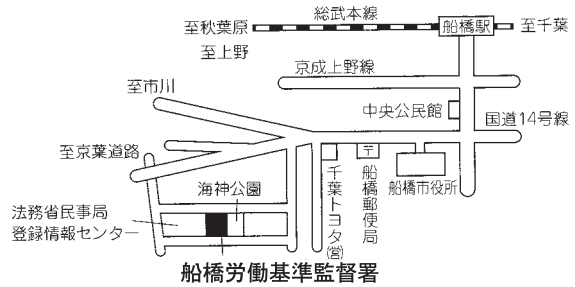 総武本線
至秋葉原
船橋駅
至千葉
至上野
京成上野線
至市川
中央公民館
国道14号線
至京葉道路
海神公園
千葉トヨタ(営)
〒
船橋郵便局
船橋市役所
法務省民事局
登録情報センター
船橋労働基準監督署